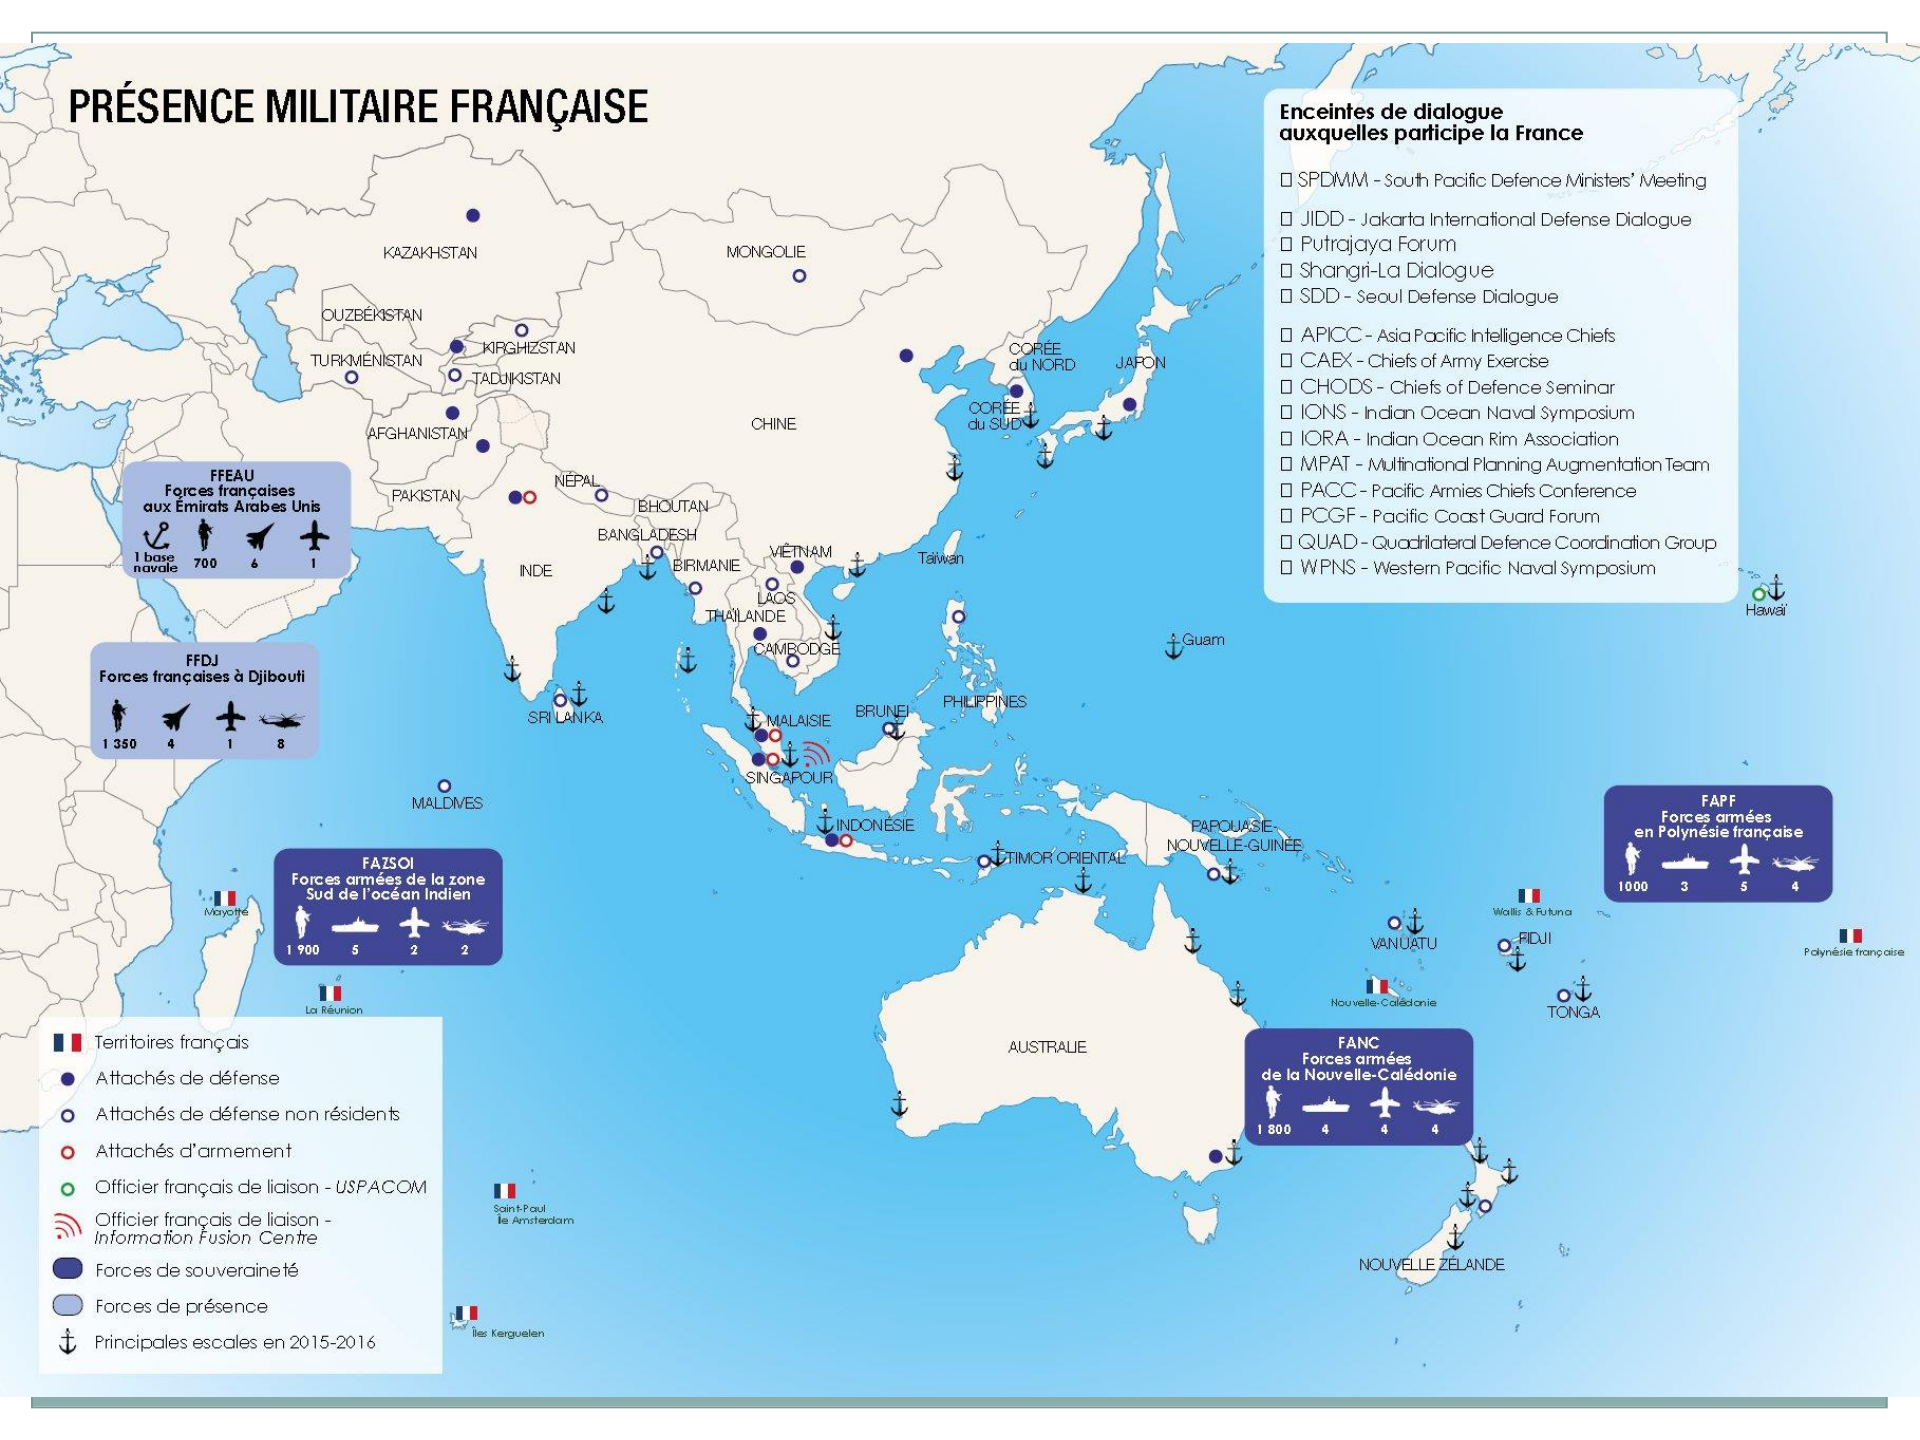 PRÉSENCE MILITAIRE FRANÇAISE
Enceintes de dialogue
auxquelles participe la France
SPDMM - South Pacific Defence Ministers' Meeting
JIDD - Jakarta International Defense Dialogue
Putrajaya Forum
Shangri-La Dialogue
SDD - Seoul Defense Dialogue
APICC - Asia Pacific Intelligence Chiefs
CAEX - Chiefs of Army Exercise
CHODS - Chiefs of Defence Seminar
IONS - Indian Ocean Naval Symposium
IORA - Indian Ocean Rim Association
MPAT - Multinational Planning Augmentation Team
PACC - Pacific Armies Chiefs Conference
PCGF - Pacific Coast Guard Forum
QUAD - Quadrilateral Defence Coordination Group
WPNS - Western Pacific Naval Symposium
KAZAKHSTAN
MONGOLIE
OUZBÉKISTAN
KIRGHIZSTAN
TURKMÉNISTAN
TADJIKISTAN
CORÉE
du NORD
JAPON
CORÉE
du SUD
CHINE
AFGHANISTAN
PAKISTAN
NÉPAL
BHOUTAN
BANGLADESH
INDE
BIRMANIE
VIÊTNAM
Taïwan
LAOS
THAÏLANDE
CAMBODGE
Hawaï
Guam
SRI LANKA
MALAISIE
BRUNEI
PHILIPPINES
SINGAPOUR
MALDIVES
INDONÉSIE
TIMOR ORIENTAL
PAPOUASIE-
NOUVELLE-GUINÉE
FFEAU
Forces françaises
aux Émirats Arabes Unis
1 base
navale
700
6
1
FFDJ
Forces françaises à Djibouti
1 350
4
1
8
FAZSOI
Forces armées de la zone
Sud de l'océan Indien
1 900
5
2
2
FAPF
Forces armées
en Polynésie française
1000
3
5
4
Mayotte
La Réunion
Wallis & Futuna
VANUATU
FIDJI
Polynésie française
Nouvelle-Calédonie
TONGA
AUSTRALIE
FANC
Forces armées
de la Nouvelle-Calédonie
1 800
4
4
4
NOUVELLE ZÉLANDE
Saint-Paul
Île Amsterdam
Îles Kerguelen
Territoires français
Attachés de défense
Attachés de défense non résidents
Attachés d'armement
Officier français de liaison - USPACOM
Officier français de liaison -
Information Fusion Centre
Forces de souveraineté
Forces de présence
Principales escales en 2015-2016